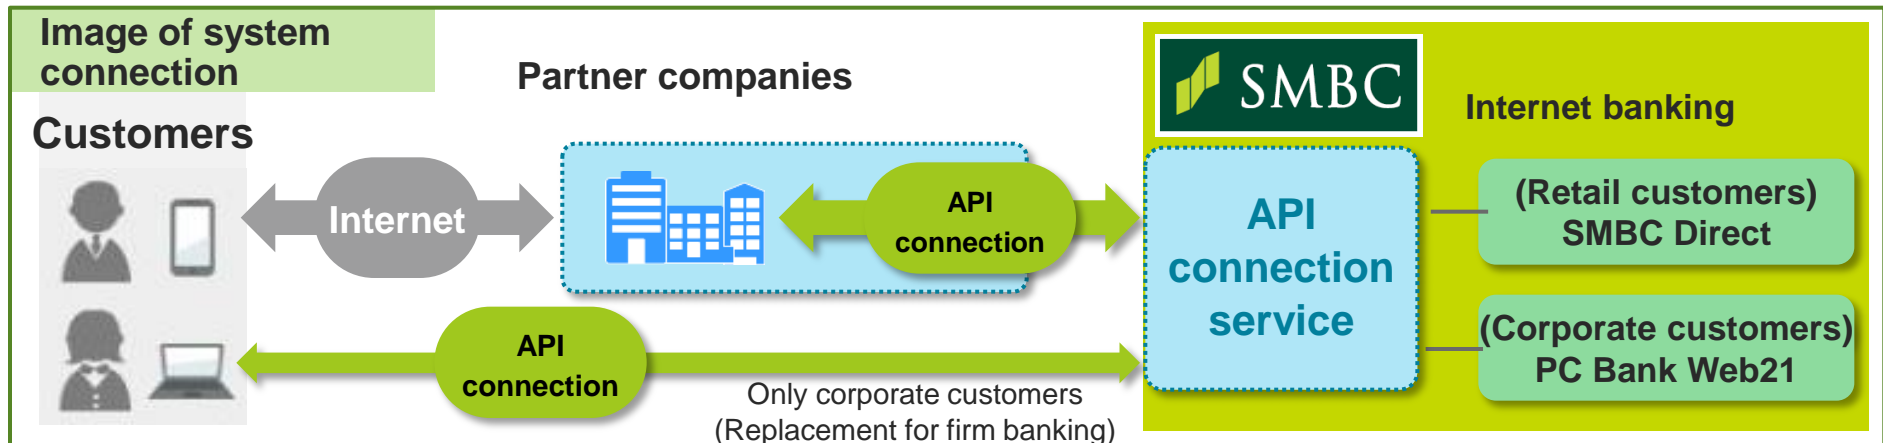 Image of system
connection
Customers
Partner companies
Internet
API
connection
API
connection
Only corporate customers
(Replacement for firm banking)
SMBC
Internet banking
API
connection
service
(Retail customers)
SMBC Direct
(Corporate customers)
PC Bank Web21